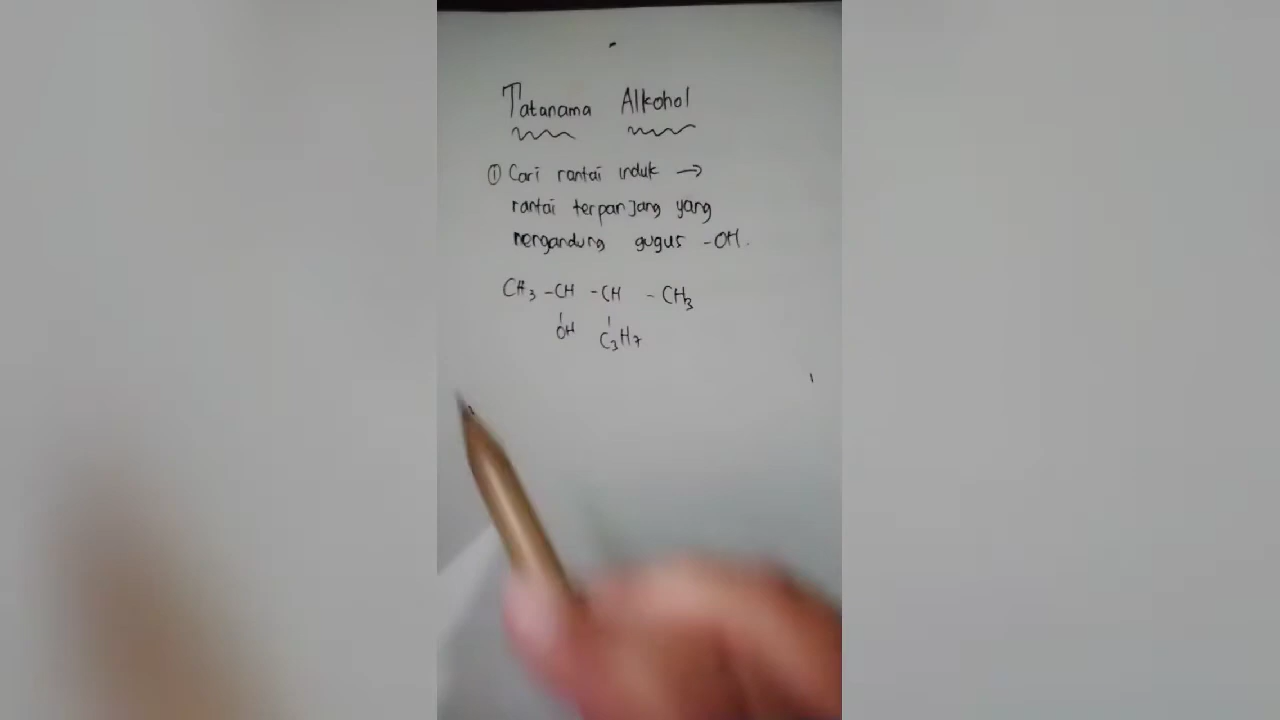 Tatanama Alkohol
① Cari rantai induk →
rantai terpanjang yang
mengandung gugus -OH.
CH₃ -CH -CH - CH₃
OH C₃H₇